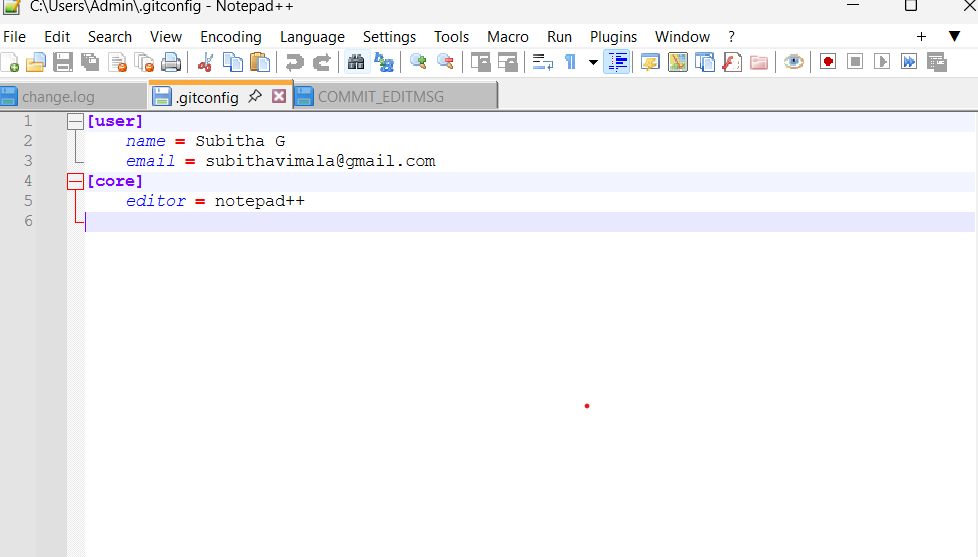 C:\Users\Admin\.gitconfig - Notepad++
File Edit Search View Encoding Language Settings Tools Macro Run Plugins Window ?
change.log .gitconfig COMMIT_EDITMSG
1 [user]
2 name = Subitha G
3 email = subithavimala@gmail.com
4 [core]
5 editor = notepad++
6